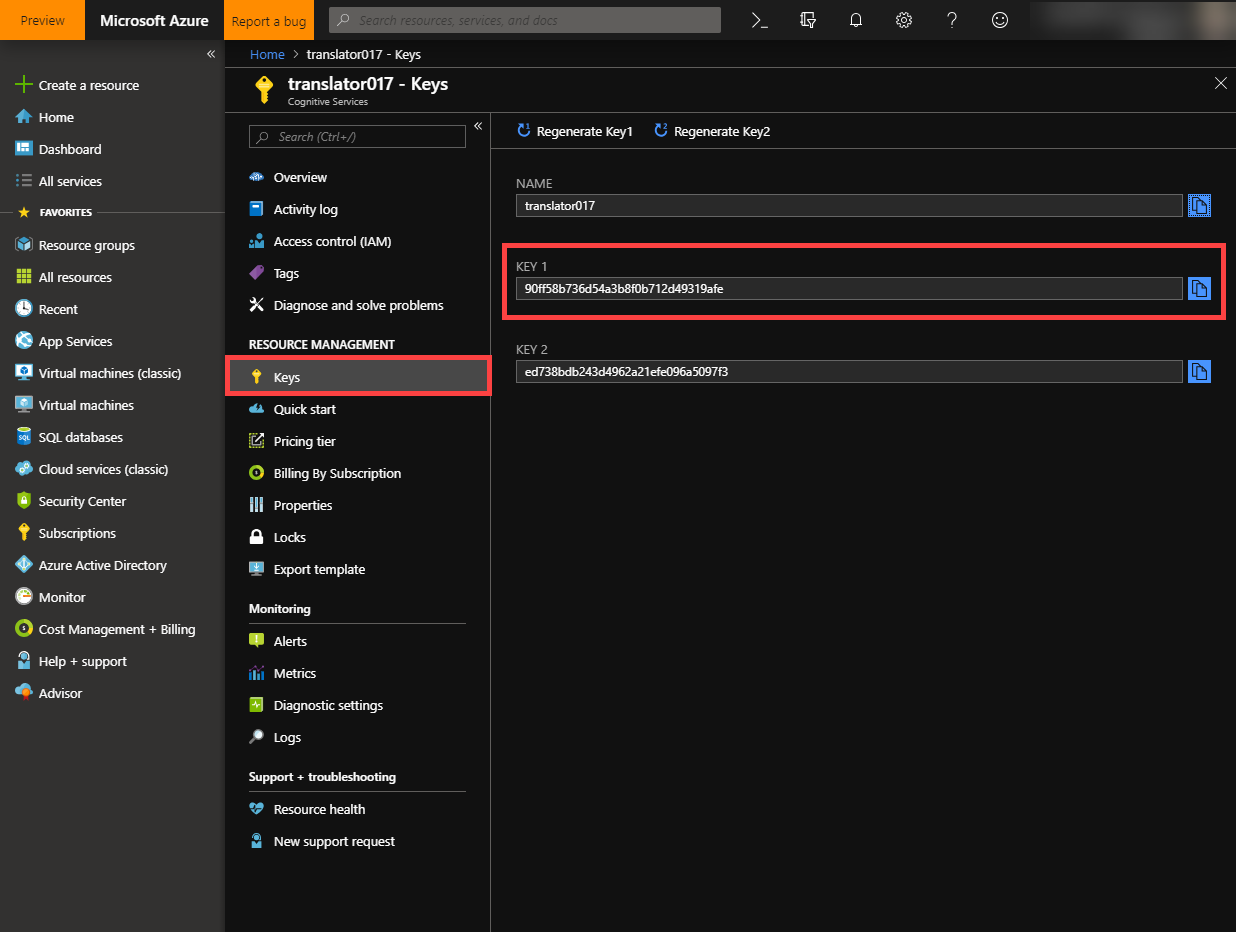 Preview Microsoft Azure Report a bug Search resources, services, and docs
Home > translator017 - Keys
translator017 - Keys
Cognitive Services
Create a resource
Home
Dashboard
All services
FAVORITES
Resource groups
All resources
Recent
App Services
Virtual machines (classic)
Virtual machines
SQL databases
Cloud services (classic)
Security Center
Subscriptions
Azure Active Directory
Monitor
Cost Management + Billing
Help + support
Advisor
Search (Ctrl+/)
Overview
Activity log
Access control (IAM)
Tags
Diagnose and solve problems
RESOURCE MANAGEMENT
Keys
Quick start
Pricing tier
Billing By Subscription
Properties
Locks
Export template
Monitoring
Alerts
Metrics
Diagnostic settings
Logs
Support + troubleshooting
Resource health
New support request
Regenerate Key1 Regenerate Key2
NAME
translator017
KEY 1
90ff58b736d54a3b8f0b712d49319afe
KEY 2
ed738bdb243d4962a21efe096a5097f3